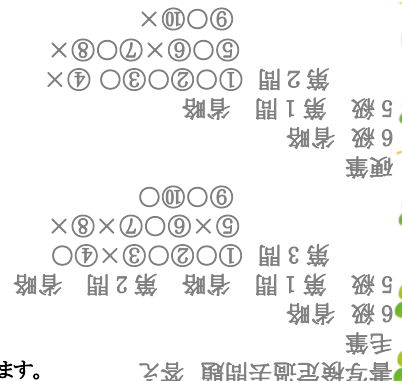 書写検定過去問題 答え
毛筆
6級 省略
5級 第1問 省略 第2問 省略
第3問 ①○②○③×④○
⑤×⑥○⑦×⑧×
⑨○⑩○
硬筆
6級 省略
5級 第1問 省略
第2問 ①○②○③○ ④×
⑤○⑥×⑦○⑧×
⑨○⑩×
ます。